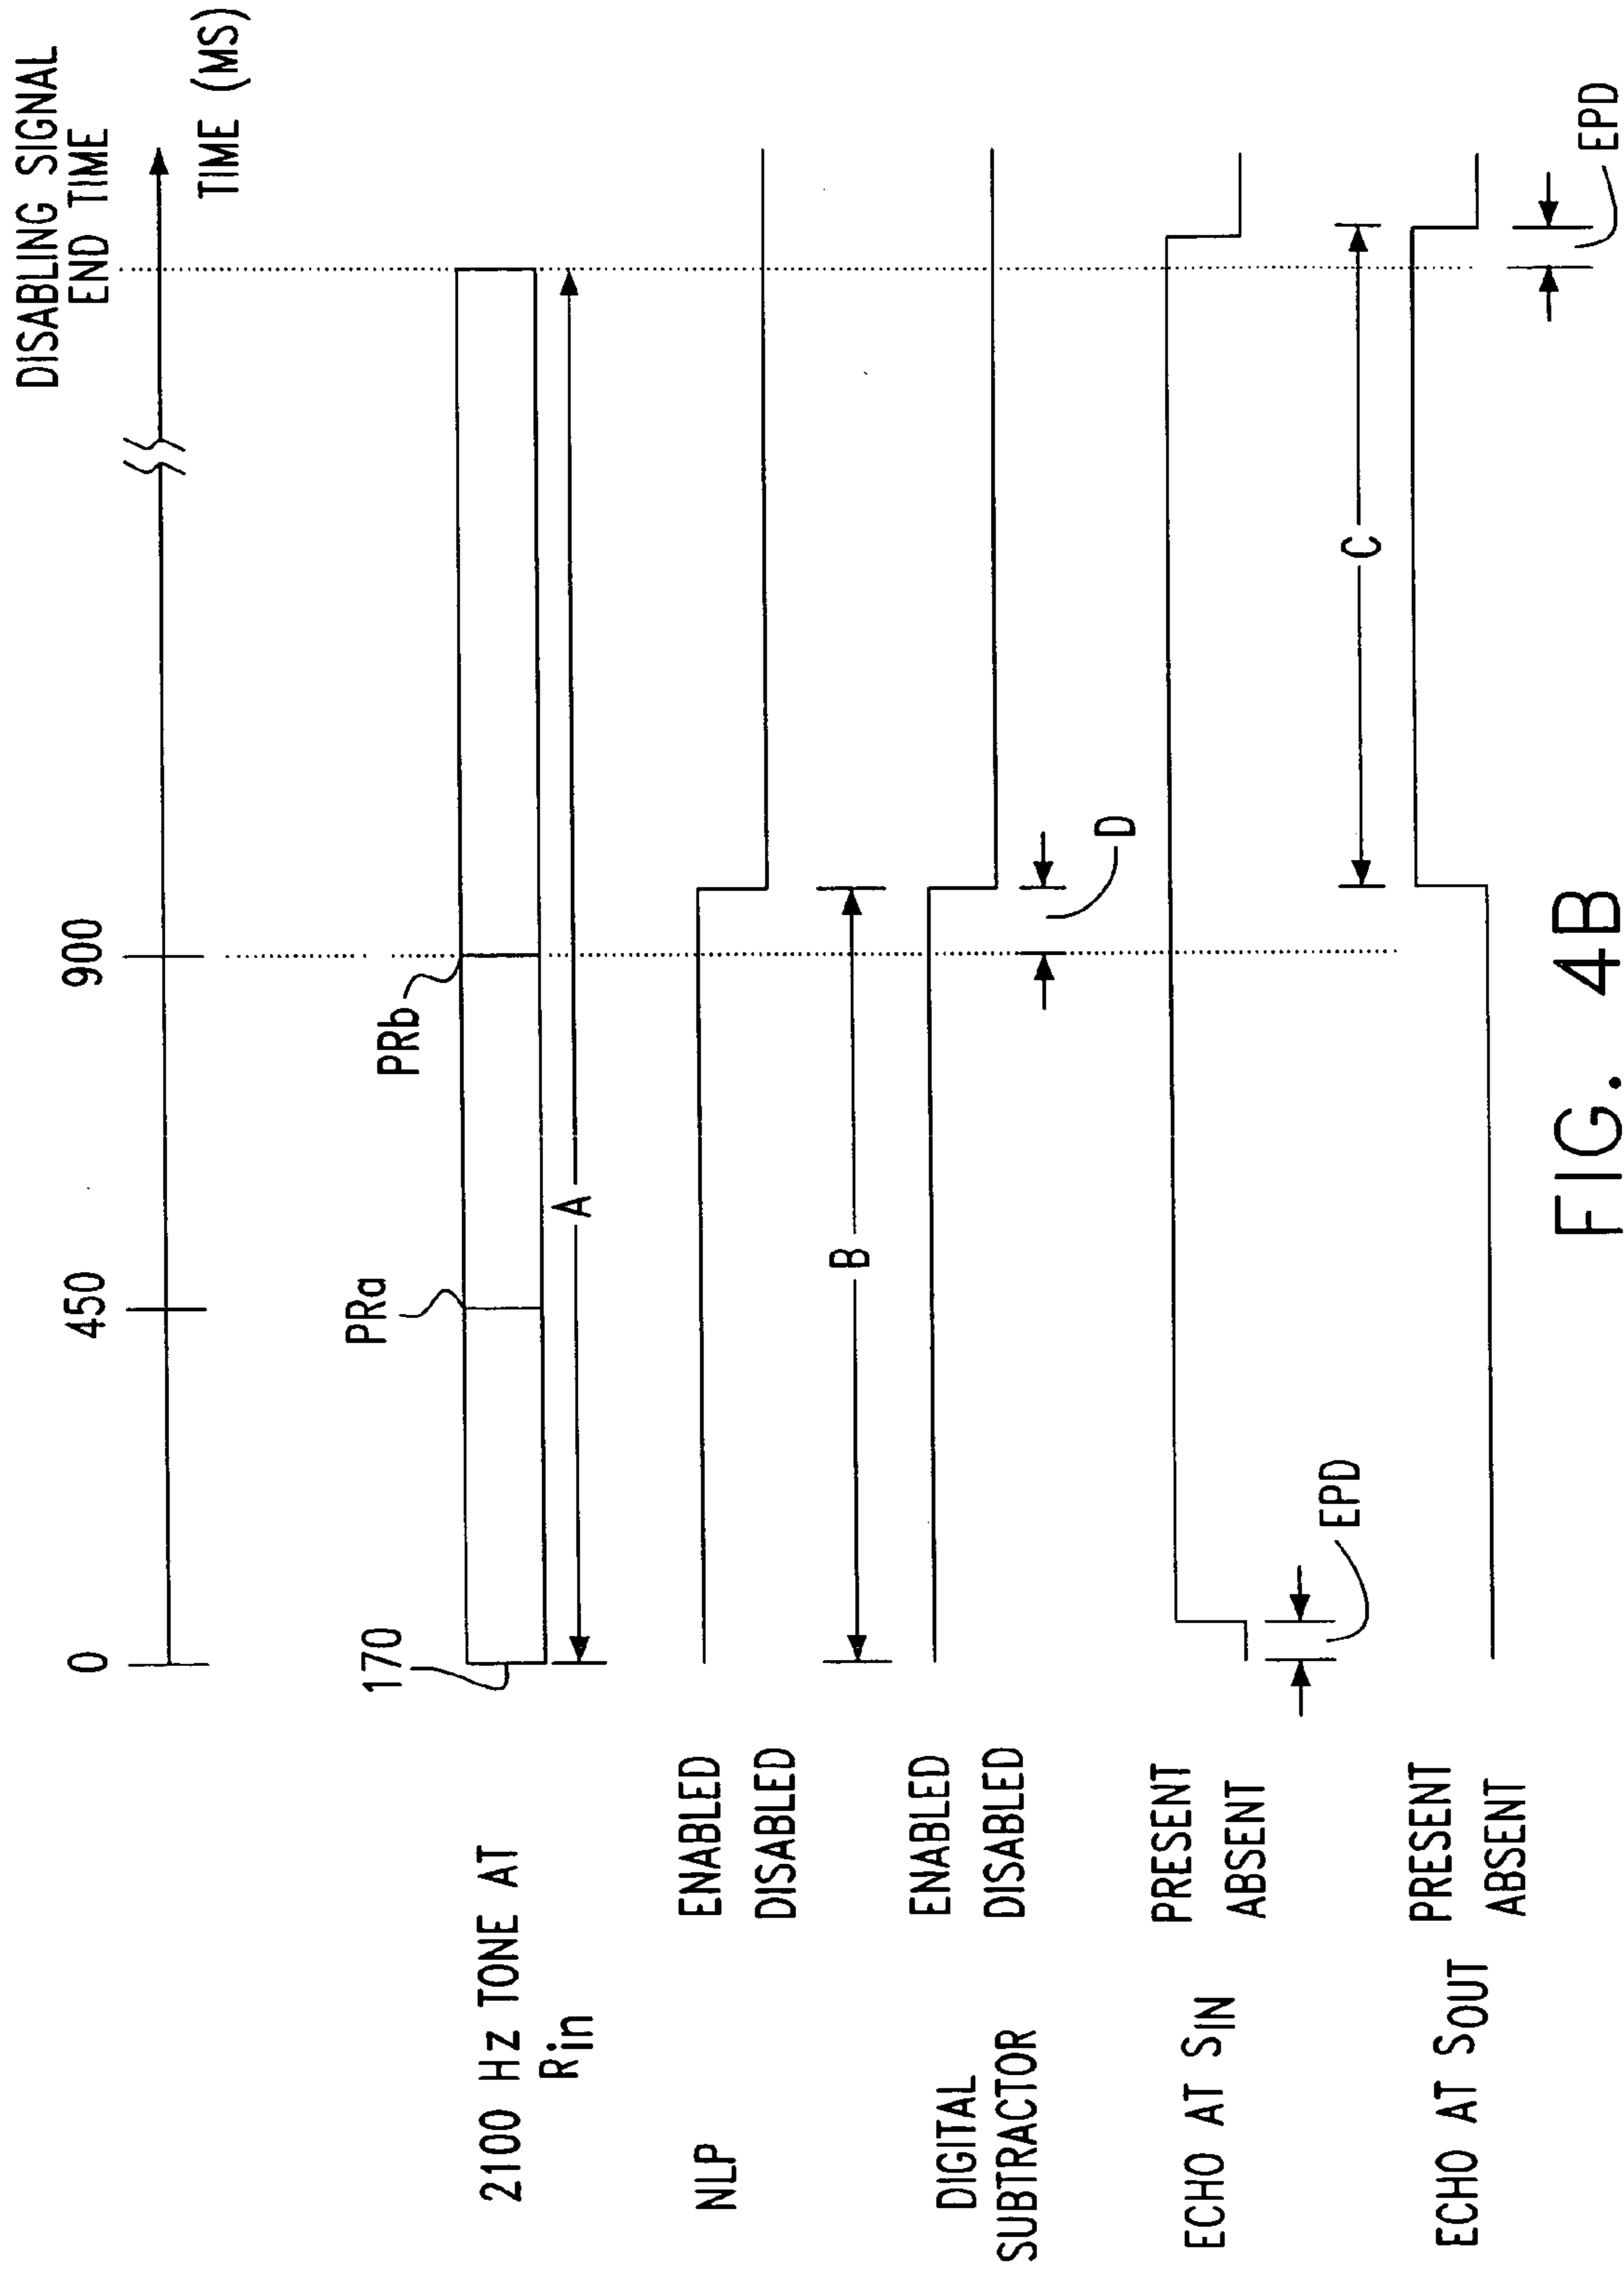 DISABLING SIGNAL
END TIME
0
450
900
TIME (MS)
170
PRa
PRb
2100 Hz TONE AT
Rin
A
NLP
ENABLED
DISABLED
B
DIGITAL
SUBTRACTOR
ENABLED
DISABLED
D
ECHO AT SIN
PRESENT
ABSENT
EPD
C
ECHO AT SOUT
PRESENT
ABSENT
EPD
FIG. 4B